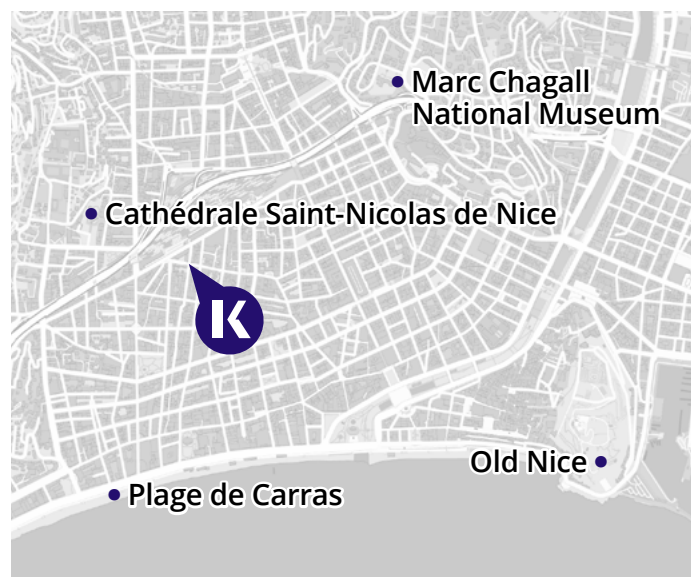 Marc Chagall
National Museum
Cathédrale Saint-Nicolas de Nice
K
Old Nice
Plage de Carras